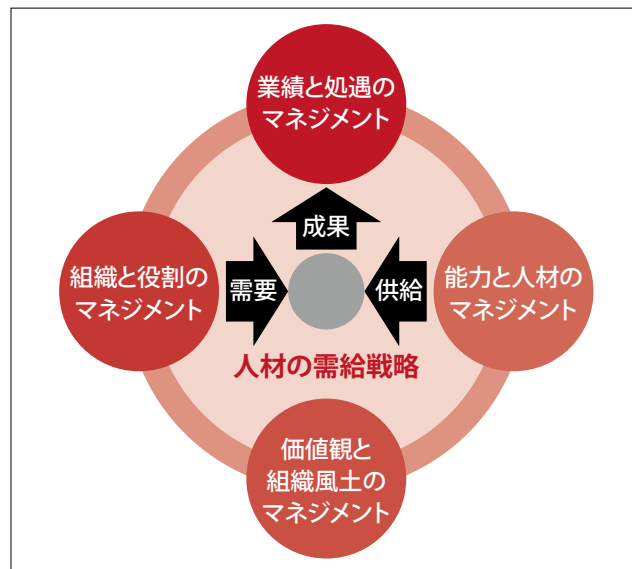 業績と処遇の
マネジメント
成果
組織と役割の
マネジメント
需要
供給
能力と人材の
マネジメント
人材の需給戦略
価値観と
組織風土の
マネジメント